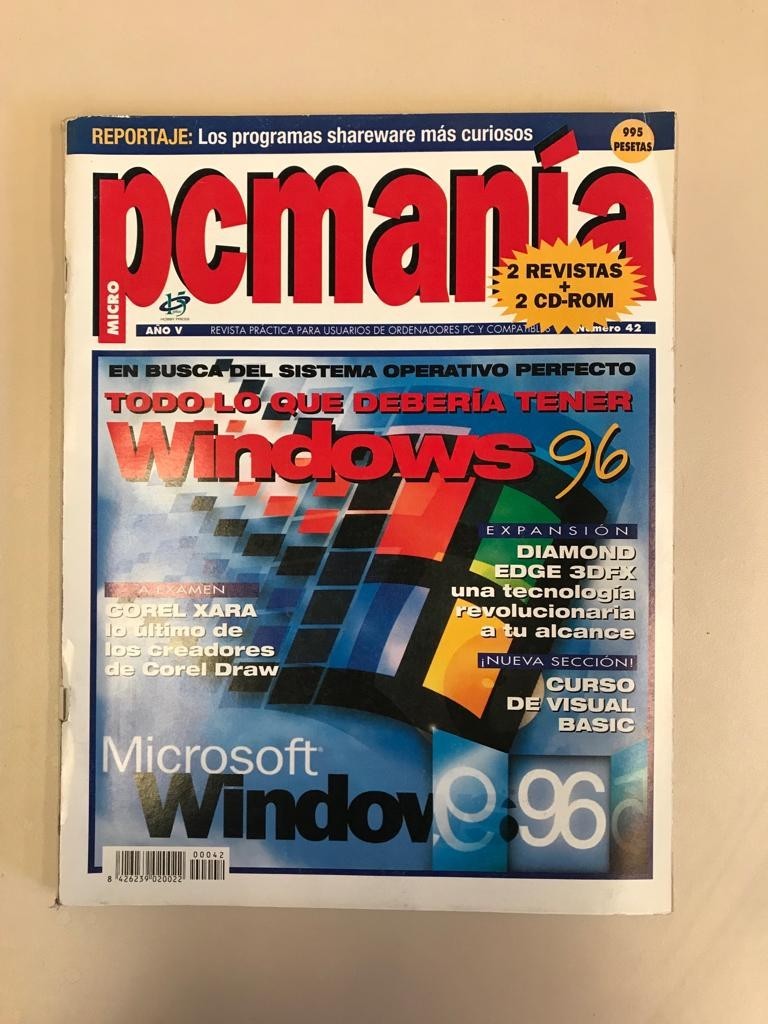 REPORTAJE: Los programas shareware más curiosos
995
PESETAS
pcmanía
MICRO
2 REVISTAS
+
2 CD-ROM
HOBBY PRESS
AÑO V
REVISTA PRÁCTICA PARA USUARIOS DE ORDENADORES PC Y COMPATIBLES
Número 42
EN BUSCA DEL SISTEMA OPERATIVO PERFECTO
TODO LO QUE DEBERÍA TENER
Windows 96
EXPANSIÓN
DIAMOND
EDGE 3DFX
una tecnología
revolucionaria
a tu alcance
A EXAMEN
COREL XARA
lo último de
los creadores
de Corel Draw
¡NUEVA SECCIÓN!
CURSO
DE VISUAL
BASIC
Microsoft®
Window
96
00042
8 426239 020022